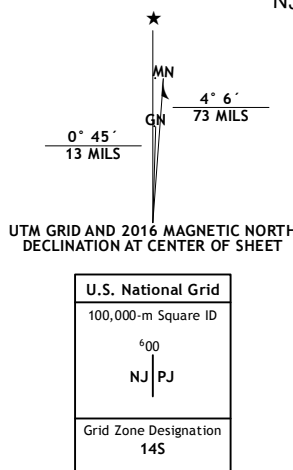 NJ
★
MN
GN
4° 6´
73 MILS
0° 45´
13 MILS
UTM GRID AND 2016 MAGNETIC NORTH
DECLINATION AT CENTER OF SHEET
U.S. National Grid
100,000-m Square ID
⁶00
NJ PJ
Grid Zone Designation
14S